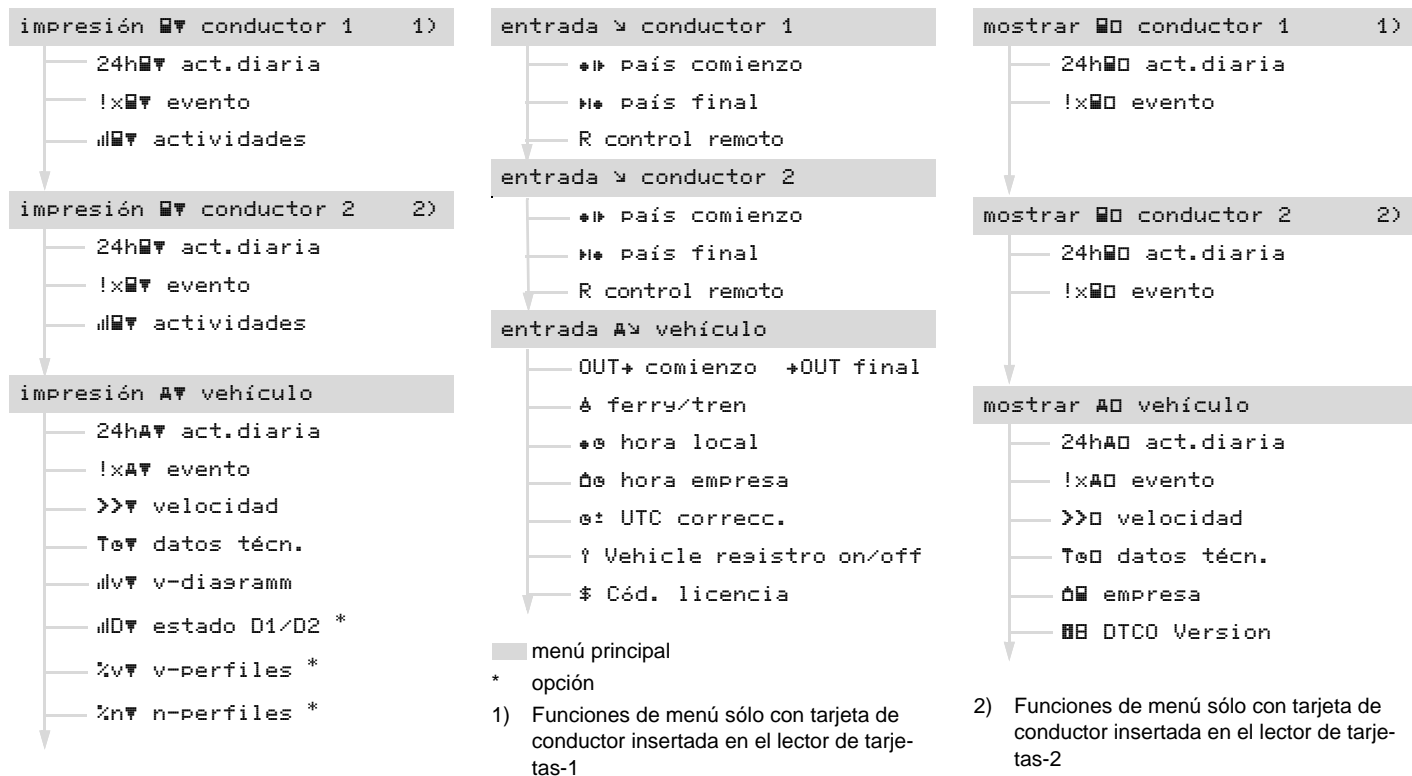 impresión conductor 1 1)
24h act.diaria
!x evento
actividades
impresión conductor 2 2)
24h act.diaria
!x evento
actividades
impresión vehículo
24h act.diaria
!x evento
>> velocidad
datos técn.
v v-diagramm
D estado D1/D2 *
%v v-perfiles *
%n n-perfiles *
entrada conductor 1
país comienzo
país final
R control remoto
entrada conductor 2
país comienzo
país final
R control remoto
entrada vehículo
OUT→ comienzo →OUT final
ferry/tren
hora local
hora empresa
UTC correcc.
Vehicle registro on/off
Cód. licencia
menú principal
* opción
1) Funciones de menú sólo con tarjeta de
conductor insertada en el lector de tarje-
tas-1
mostrar conductor 1 1)
24h act.diaria
!x evento
mostrar conductor 2 2)
24h act.diaria
!x evento
mostrar vehículo
24h act.diaria
!x evento
>> velocidad
datos técn.
empresa
DTCO Version
2) Funciones de menú sólo con tarjeta de
conductor insertada en el lector de tarje-
tas-2